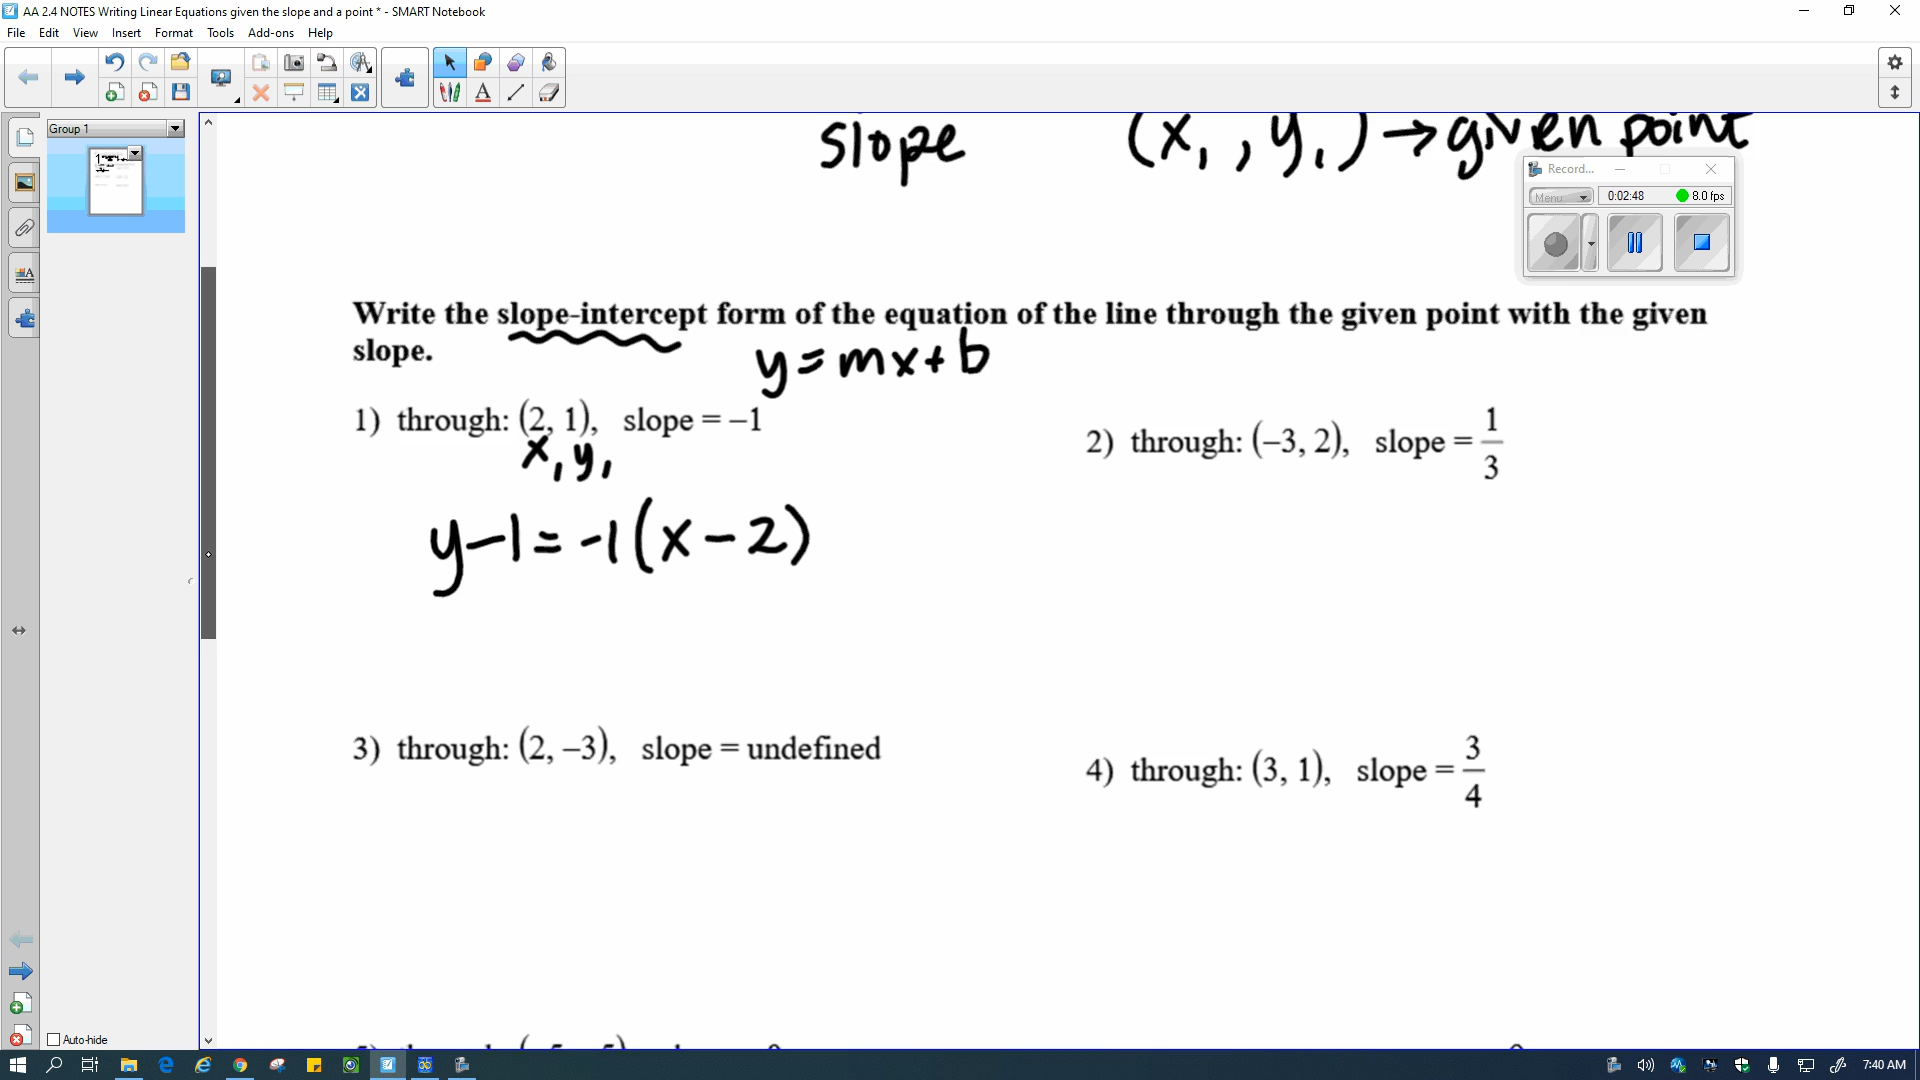 AA 2.4 NOTES Writing Linear Equations given the slope and a point * - SMART Notebook
File Edit View Insert Format Tools Add-ons Help
Group 1
slope (x₁, y₁) → given point
Record...
Menu 0:02:48 8.0 fps
Write the slope-intercept form of the equation of the line through the given point with the given
slope.
y = mx + b
1) through: (2, 1), slope = –1
x₁ y₁
2) through: (–3, 2), slope = 1/3
y – 1 = -1(x – 2)
3) through: (2, –3), slope = undefined
4) through: (3, 1), slope = 3/4
Auto-hide
7:40 AM